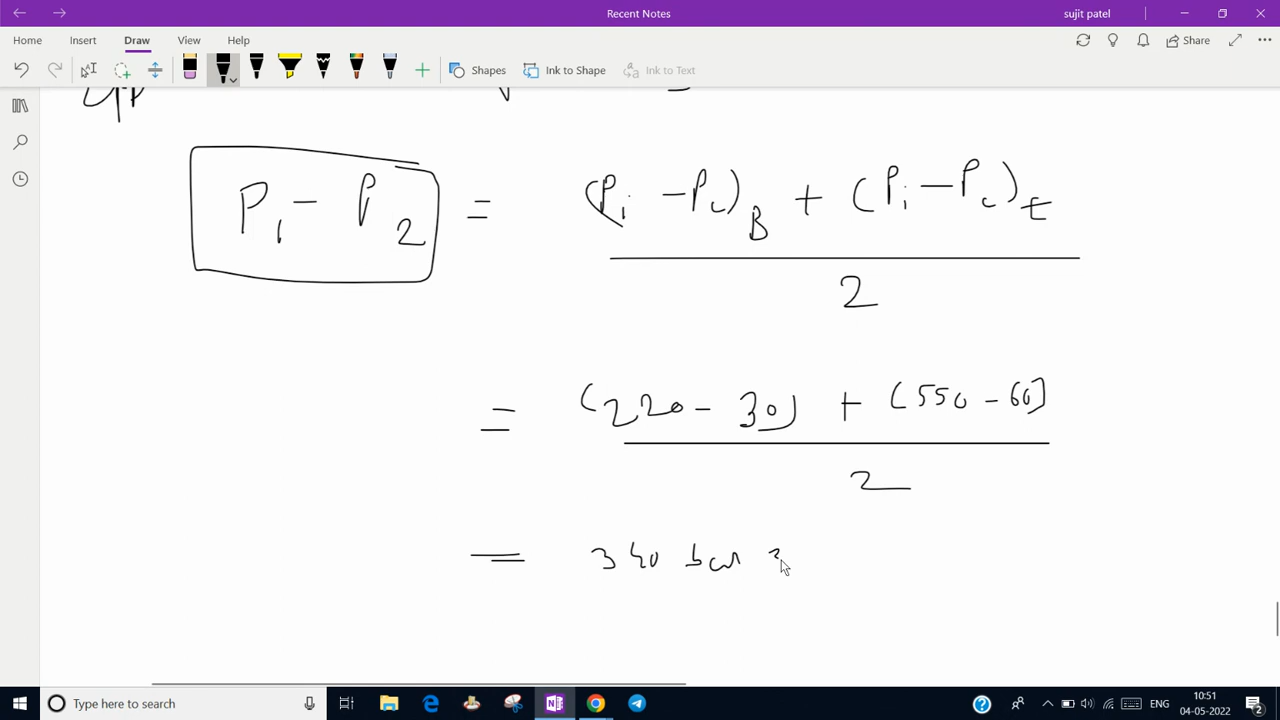 Recent Notes
sujit patel
Home Insert Draw View Help
Share
Shapes Ink to Shape Ink to Text
P1 - P2 = (Pi - Pc)B + (Pi - Pc)t
2
= (220 - 30) + (550 - 60)
2
= 340 bar
Type here to search
ENG
10:51
04-05-2022
2